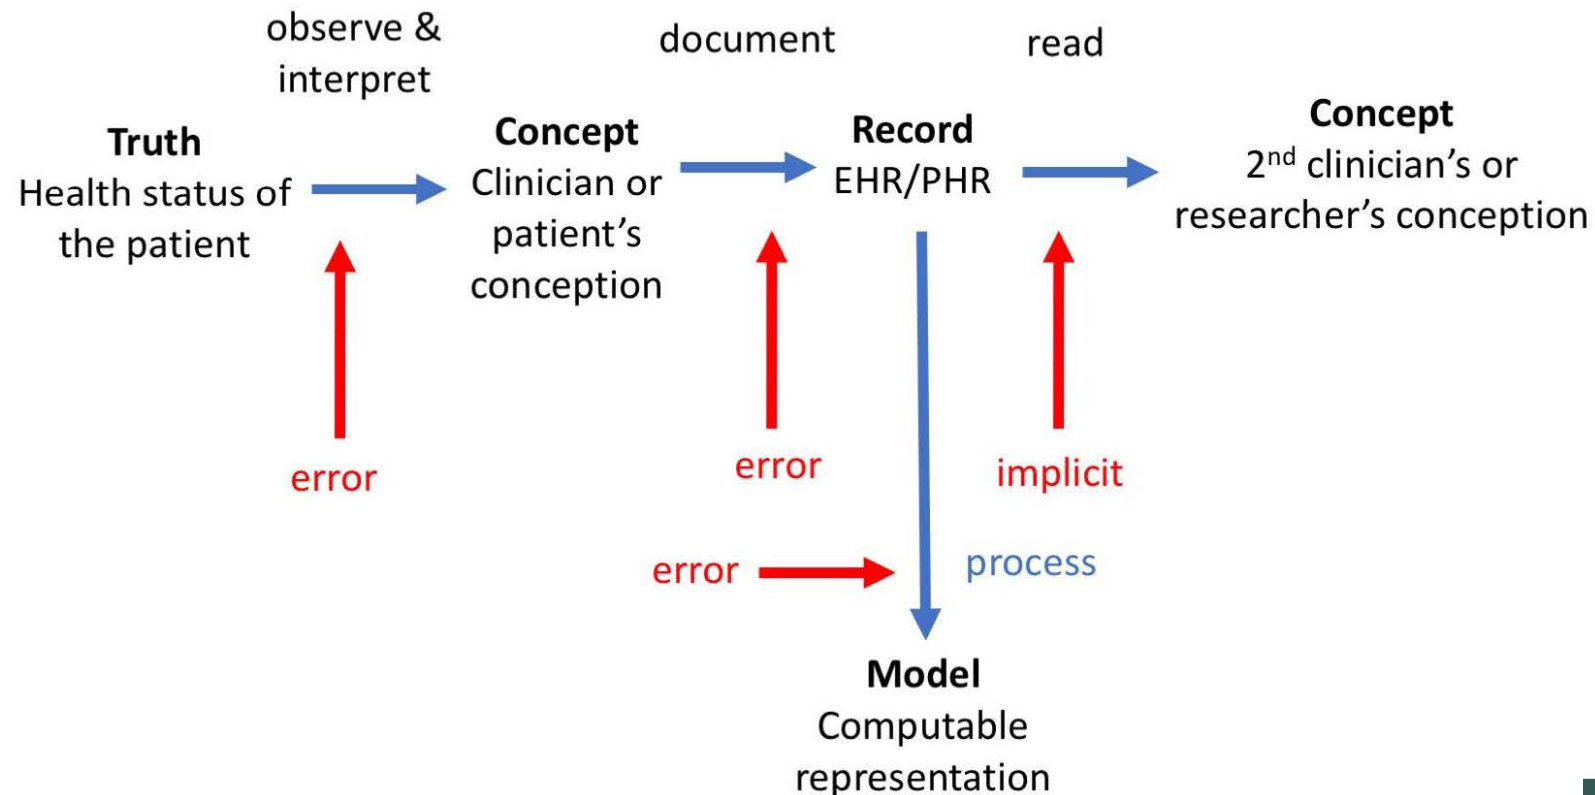 observe &
interpret
document
read
Truth
Health status of
the patient
Concept
Clinician or
patient’s
conception
Record
EHR/PHR
Concept
2nd clinician’s or
researcher’s conception
error
error
implicit
error
process
Model
Computable
representation